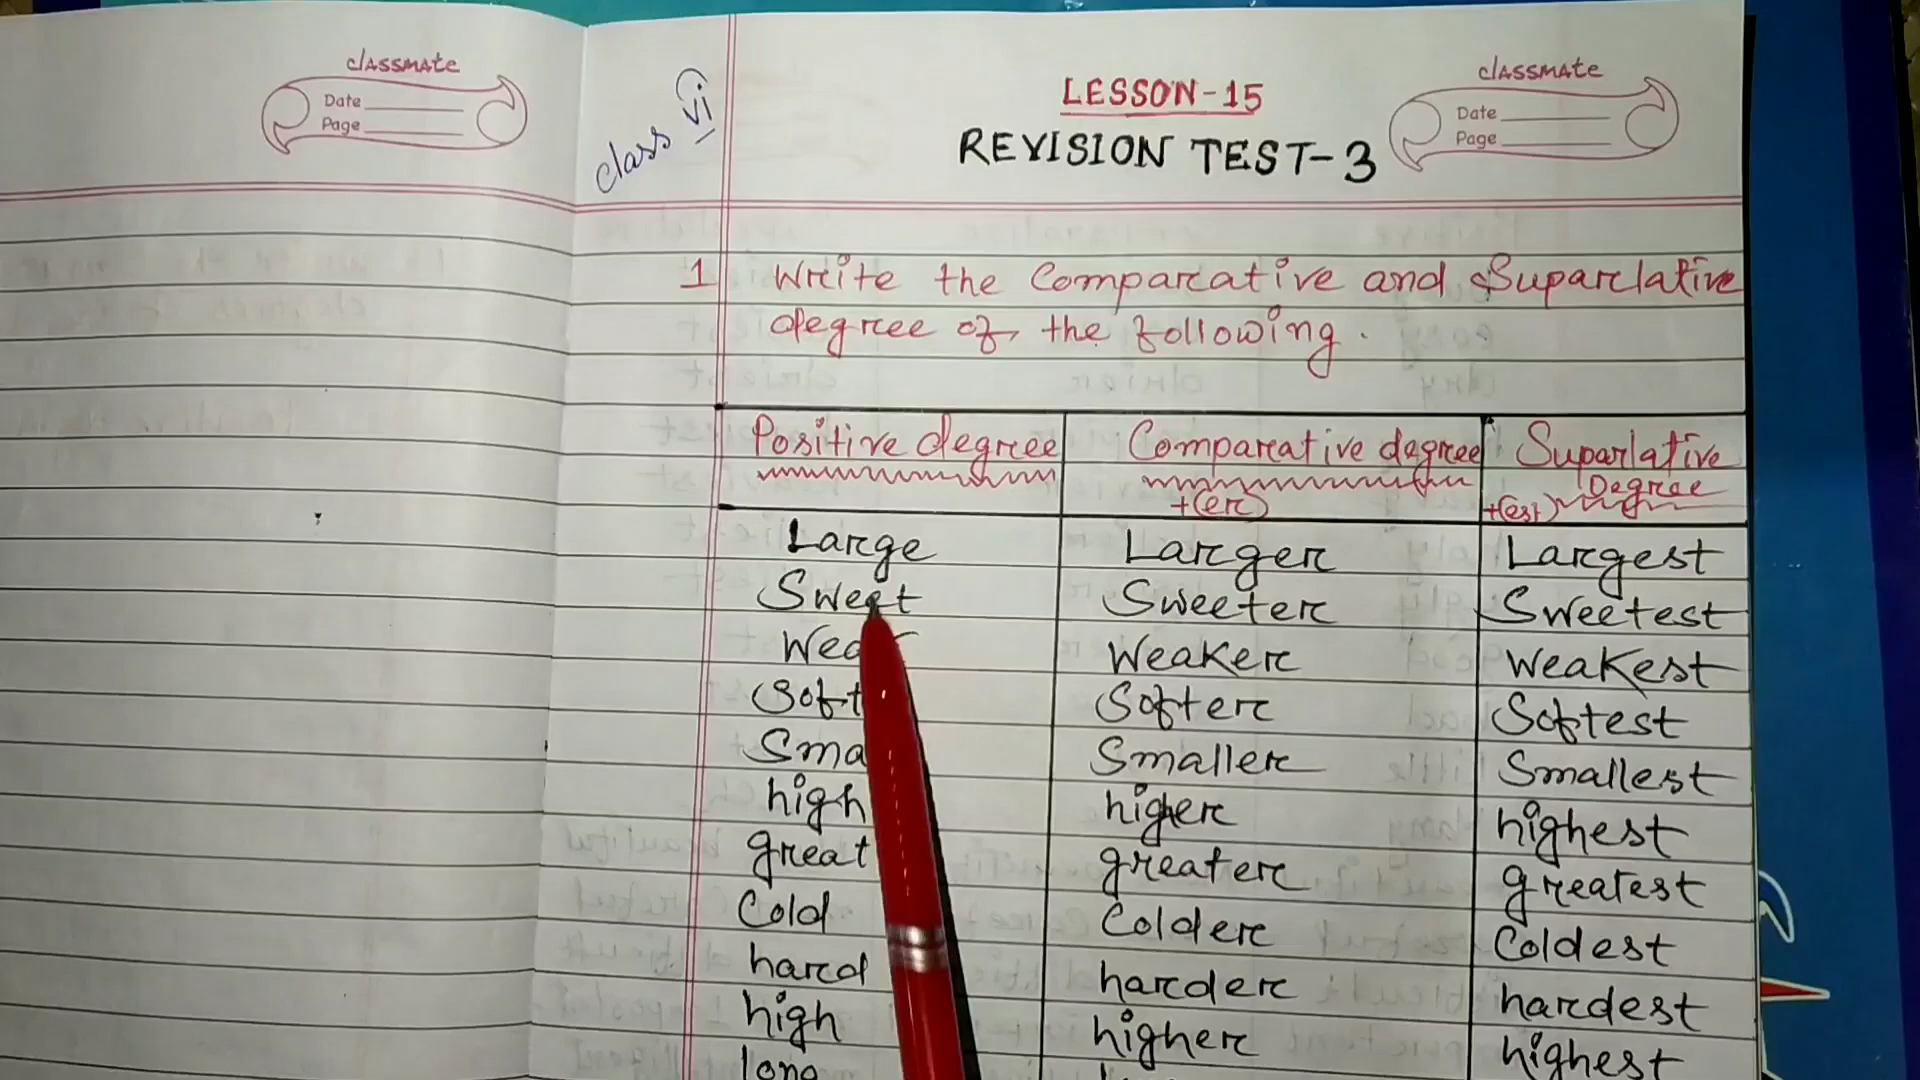 classmate
Date
Page
class vi
LESSON-15
REVISION TEST-3
classmate
Date
Page
1 Write the Comparative and Suparlative
degree of the following.
Positive degree Comparative degree Suparlative
+(er) +(est) Degree
Large Larger Largest
Sweet Sweeter Sweetest
Weaker Weakest
Soft Softer Softest
Smaller Smallest
high higher highest
great greater greatest
Cold Colder Coldest
hard harder hardest
high higher highest
long